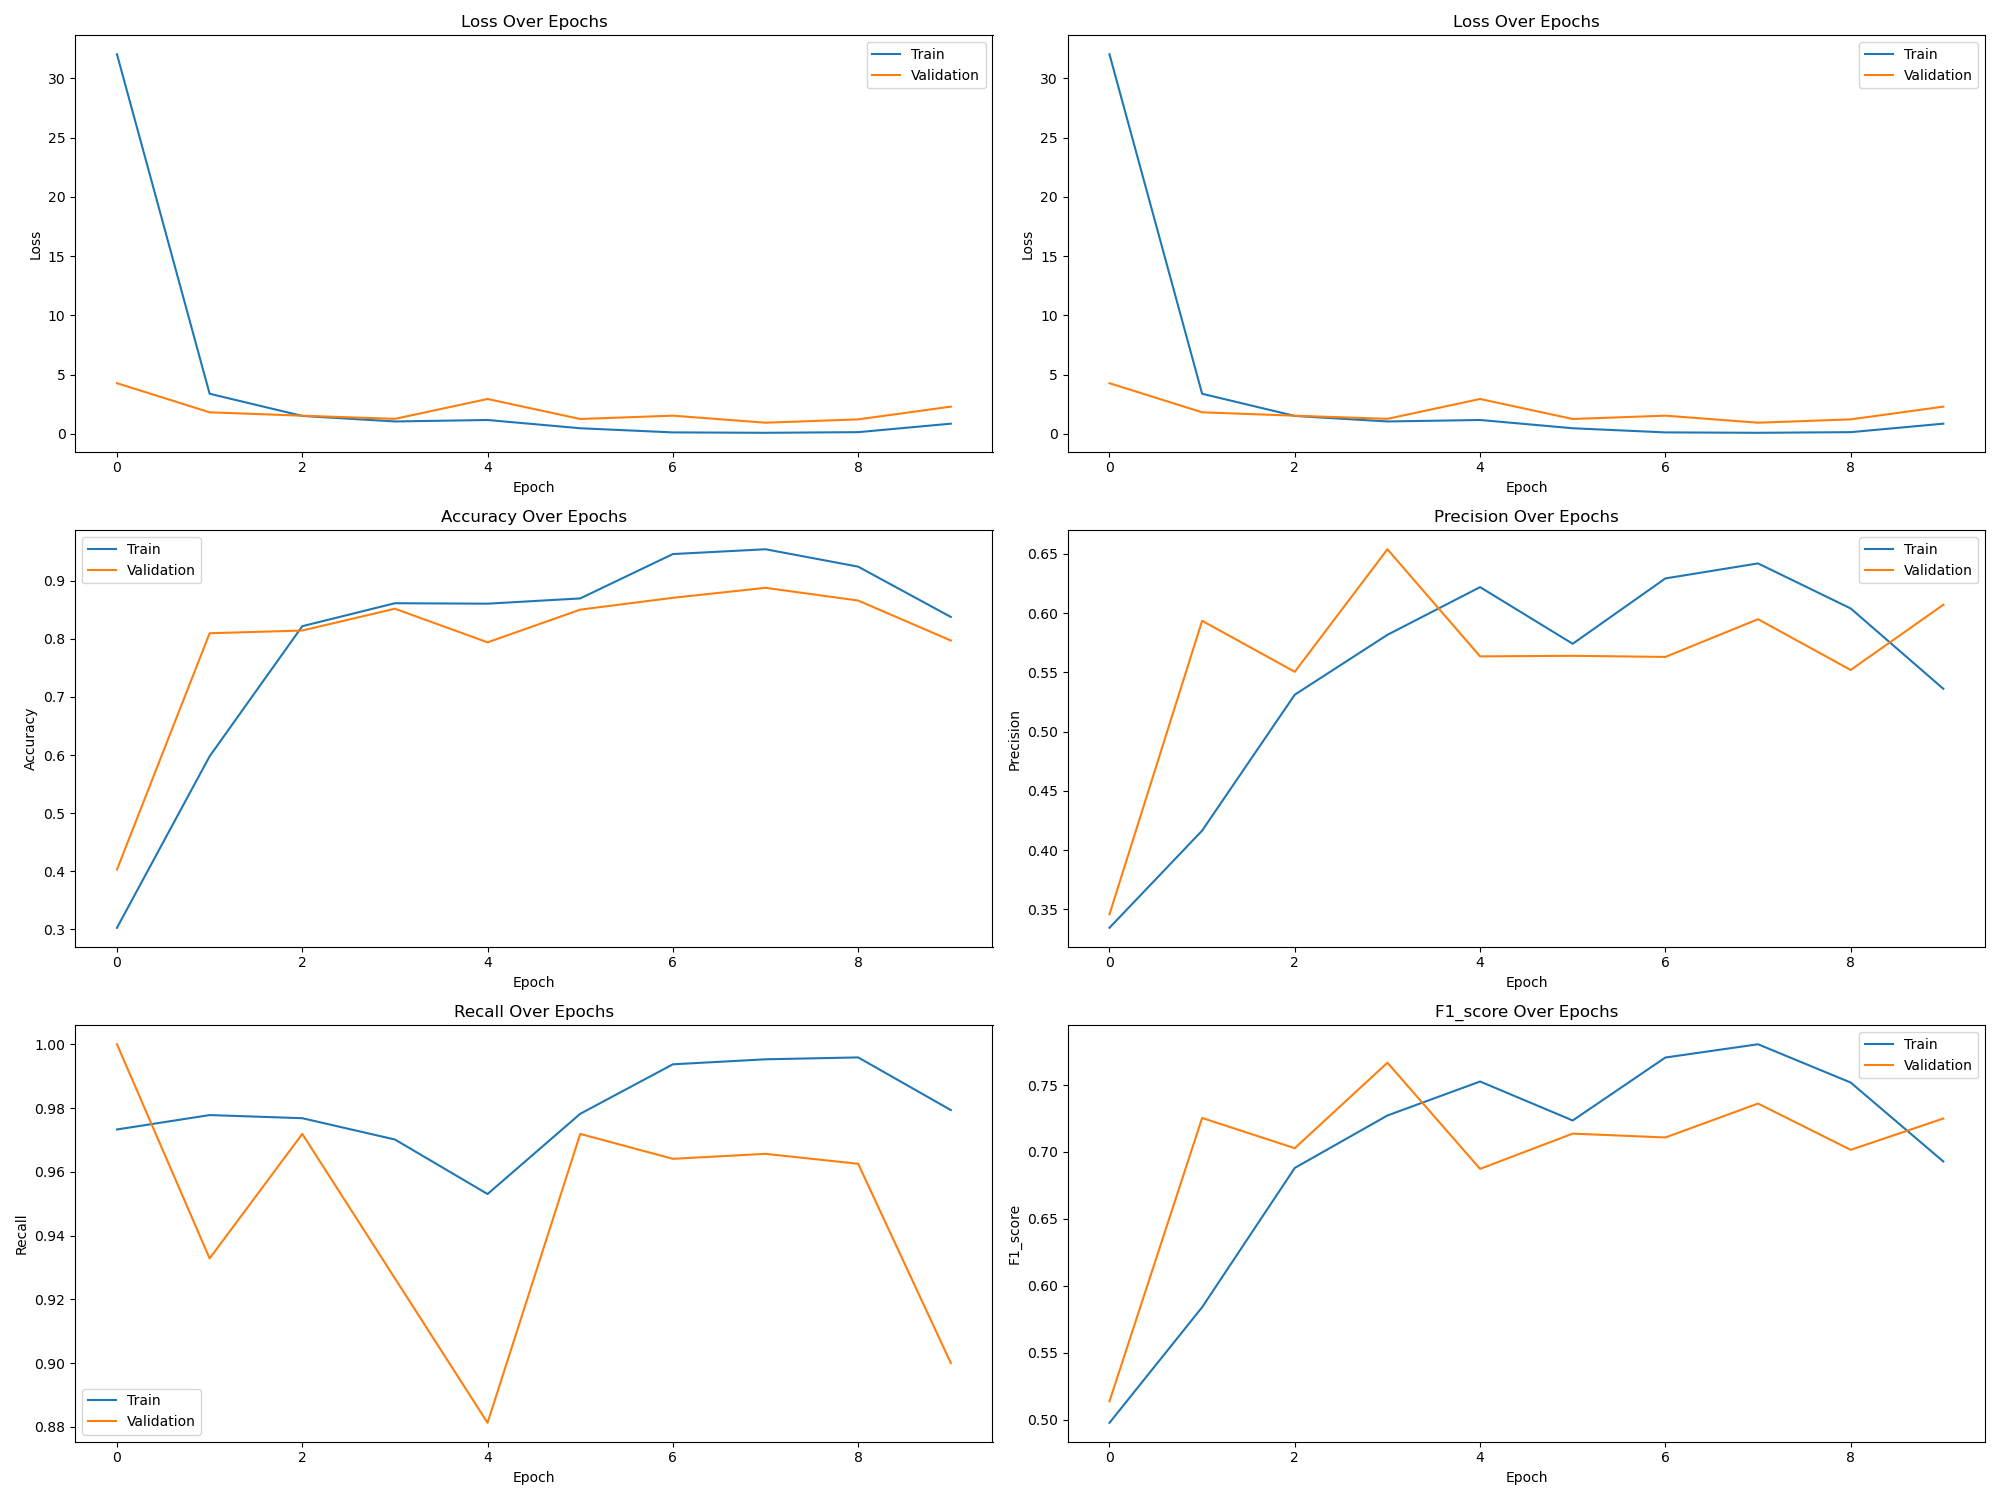 Loss Over Epochs
Train
Validation
30
25
20
15
10
5
0
Loss
0 2 4 6 8
Epoch
Loss Over Epochs
Train
Validation
30
25
20
15
10
5
0
Loss
0 2 4 6 8
Epoch
Accuracy Over Epochs
Train
Validation
0.9
0.8
0.7
0.6
0.5
0.4
0.3
Accuracy
0 2 4 6 8
Epoch
Precision Over Epochs
Train
Validation
0.65
0.60
0.55
0.50
0.45
0.40
0.35
Precision
0 2 4 6 8
Epoch
Recall Over Epochs
1.00
0.98
0.96
0.94
0.92
0.90
0.88
Recall
Train
Validation
0 2 4 6 8
Epoch
F1_score Over Epochs
Train
Validation
0.75
0.70
0.65
0.60
0.55
0.50
F1_score
0 2 4 6 8
Epoch